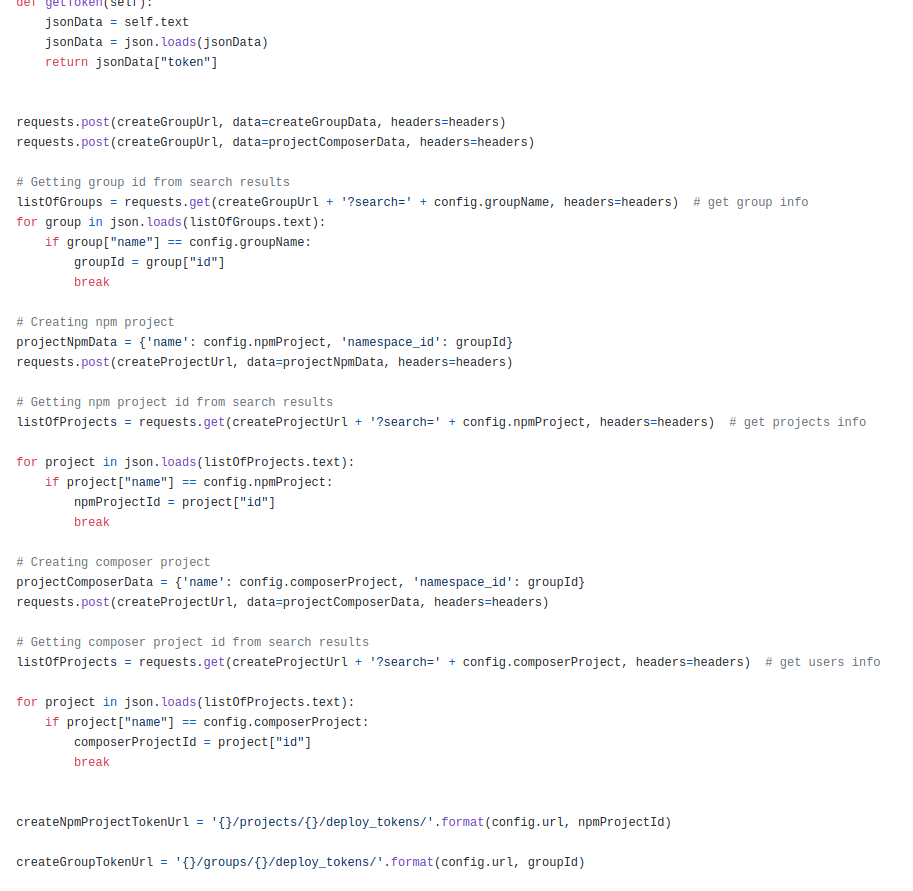 def getToken(self):
    jsonData = self.text
    jsonData = json.loads(jsonData)
    return jsonData["token"]
requests.post(createGroupUrl, data=createGroupData, headers=headers)
requests.post(createGroupUrl, data=projectComposerData, headers=headers)
# Getting group id from search results
listOfGroups = requests.get(createGroupUrl + '?search=' + config.groupName, headers=headers)  # get group info
for group in json.loads(listOfGroups.text):
    if group["name"] == config.groupName:
        groupId = group["id"]
        break
# Creating npm project
projectNpmData = {'name': config.npmProject, 'namespace_id': groupId}
requests.post(createProjectUrl, data=projectNpmData, headers=headers)
# Getting npm project id from search results
listOfProjects = requests.get(createProjectUrl + '?search=' + config.npmProject, headers=headers)  # get projects info
for project in json.loads(listOfProjects.text):
    if project["name"] == config.npmProject:
        npmProjectId = project["id"]
        break
# Creating composer project
projectComposerData = {'name': config.composerProject, 'namespace_id': groupId}
requests.post(createProjectUrl, data=projectComposerData, headers=headers)
# Getting composer project id from search results
listOfProjects = requests.get(createProjectUrl + '?search=' + config.composerProject, headers=headers)  # get users info
for project in json.loads(listOfProjects.text):
    if project["name"] == config.composerProject:
        composerProjectId = project["id"]
        break
createNpmProjectTokenUrl = '{}/projects/{}/deploy_tokens/'.format(config.url, npmProjectId)
createGroupTokenUrl = '{}/groups/{}/deploy_tokens/'.format(config.url, groupId)